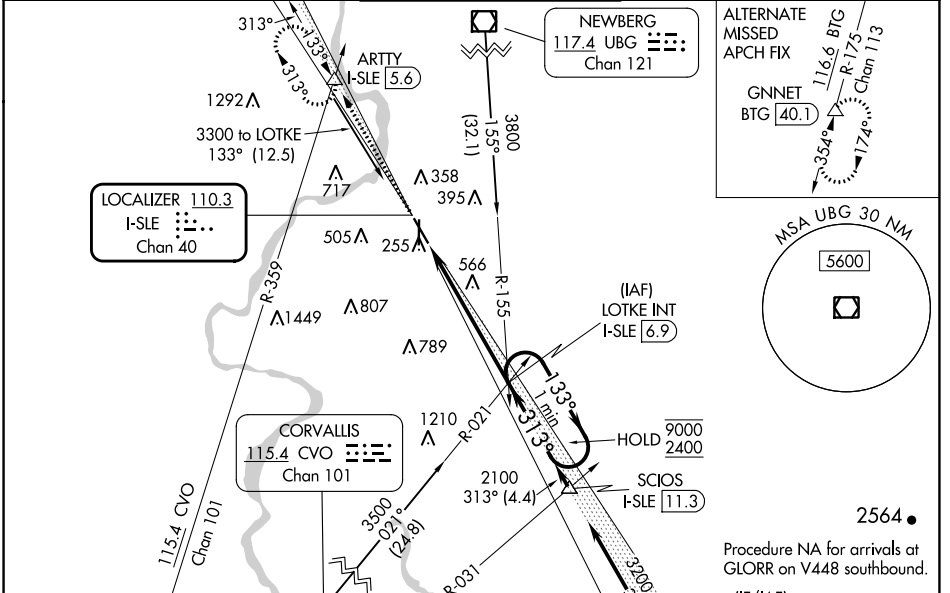 313°
133°
313°
ARTTY
I-SLE 5.6
1292
3300 to LOTKE
133° (12.5)
717
NEWBERG
117.4 UBG
Chan 121
3800
155°
(32.1)
ALTERNATE
MISSED
APCH FIX
116.6 BTG
R-175
Chan 113
GNNET
BTG 40.1
354°
174°
LOCALIZER 110.3
I-SLE
Chan 40
358
395
505
255
566
R-155
R-359
1449
807
789
MSA UBG 30 NM
5600
(IAF)
LOTKE INT
I-SLE 6.9
133°
1 min
313°
HOLD 9000
2400
1210
R-021
CORVALLIS
115.4 CVO
Chan 101
2100
313° (4.4)
SCIOS
I-SLE 11.3
115.4 CVO
Chan 101
3500
021°
(24.8)
R-031
3200
2564
Procedure NA for arrivals at
GLORR on V448 southbound.